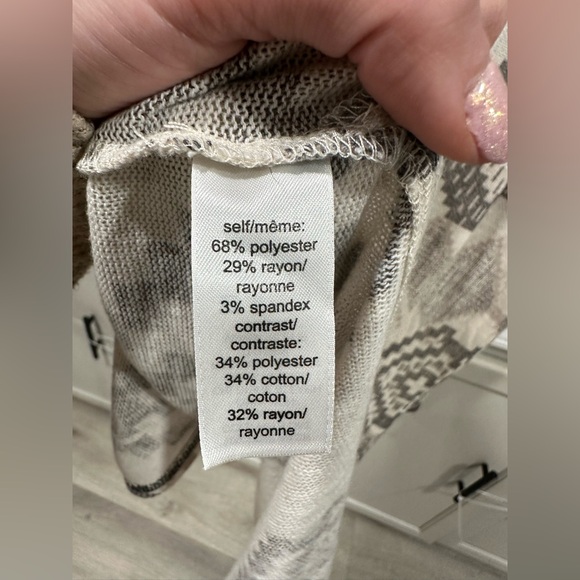 self/même:
68% polyester
29% rayon/
rayonne
3% spandex
contrast/
contraste:
34% polyester
34% cotton/
coton
32% rayon/
rayonne